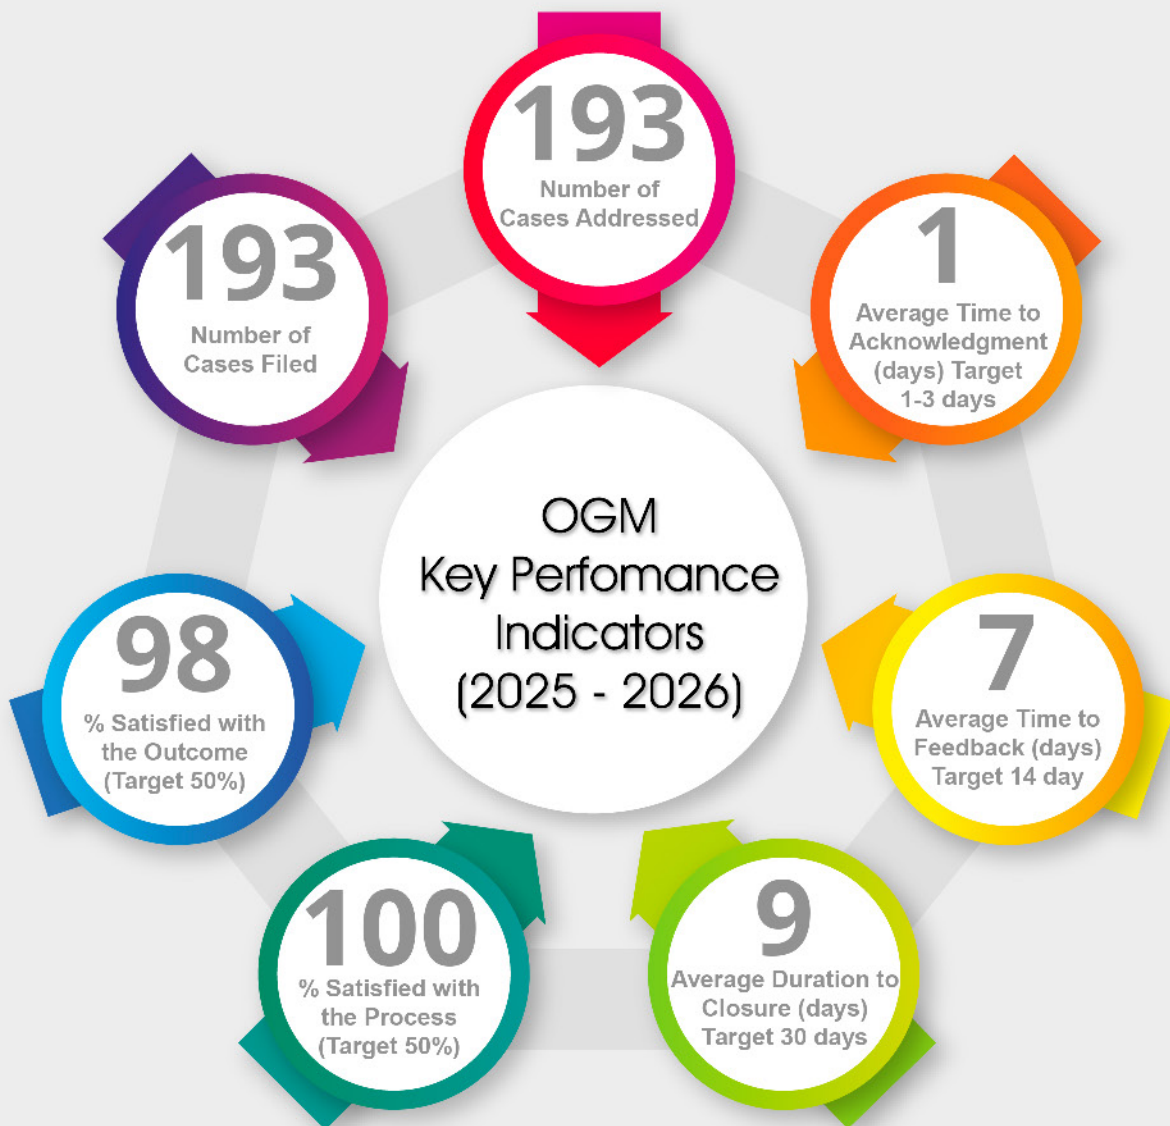 193
Number of
Cases Addressed
193
Number of
Cases Filed
1
Average Time to
Acknowledgment
(days) Target
1-3 days
OGM
Key Perfomance
Indicators
(2025 - 2026)
98
% Satisfied with
the Outcome
(Target 50%)
7
Average Time to
Feedback (days)
Target 14 day
100
% Satisfied with
the Process
(Target 50%)
9
Average Duration to
Closure (days)
Target 30 days